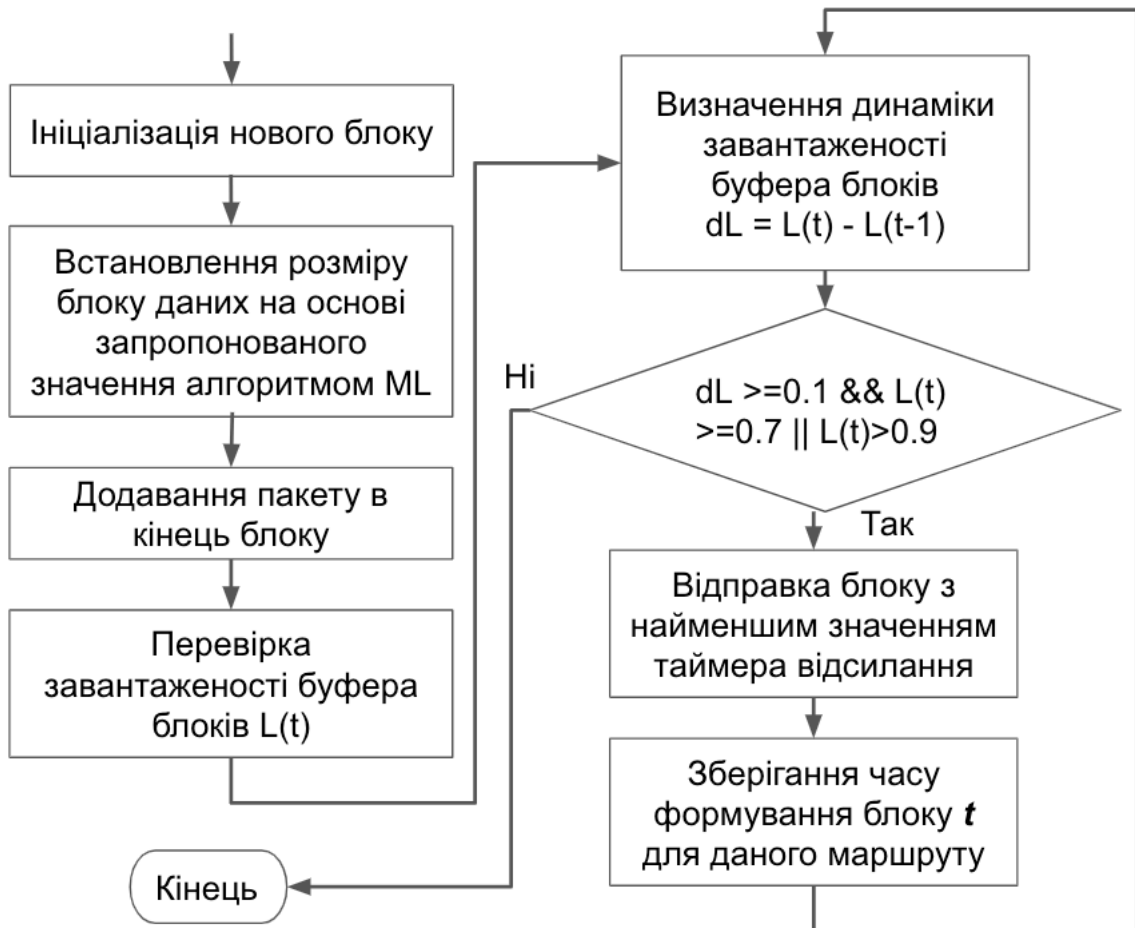 Ініціалізація нового блоку
Встановлення розміру
блоку даних на основі
запропонованого
значення алгоритмом ML
Додавання пакету в
кінець блоку
Перевірка
завантаженості буфера
блоків L(t)
Визначення динаміки
завантаженості
буфера блоків
dL = L(t) - L(t-1)
Ні
dL >=0.1 && L(t)
>=0.7 || L(t)>0.9
Так
Відправка блоку з
найменшим значенням
таймера відсилання
Зберігання часу
формування блоку t
для даного маршруту
Кінець